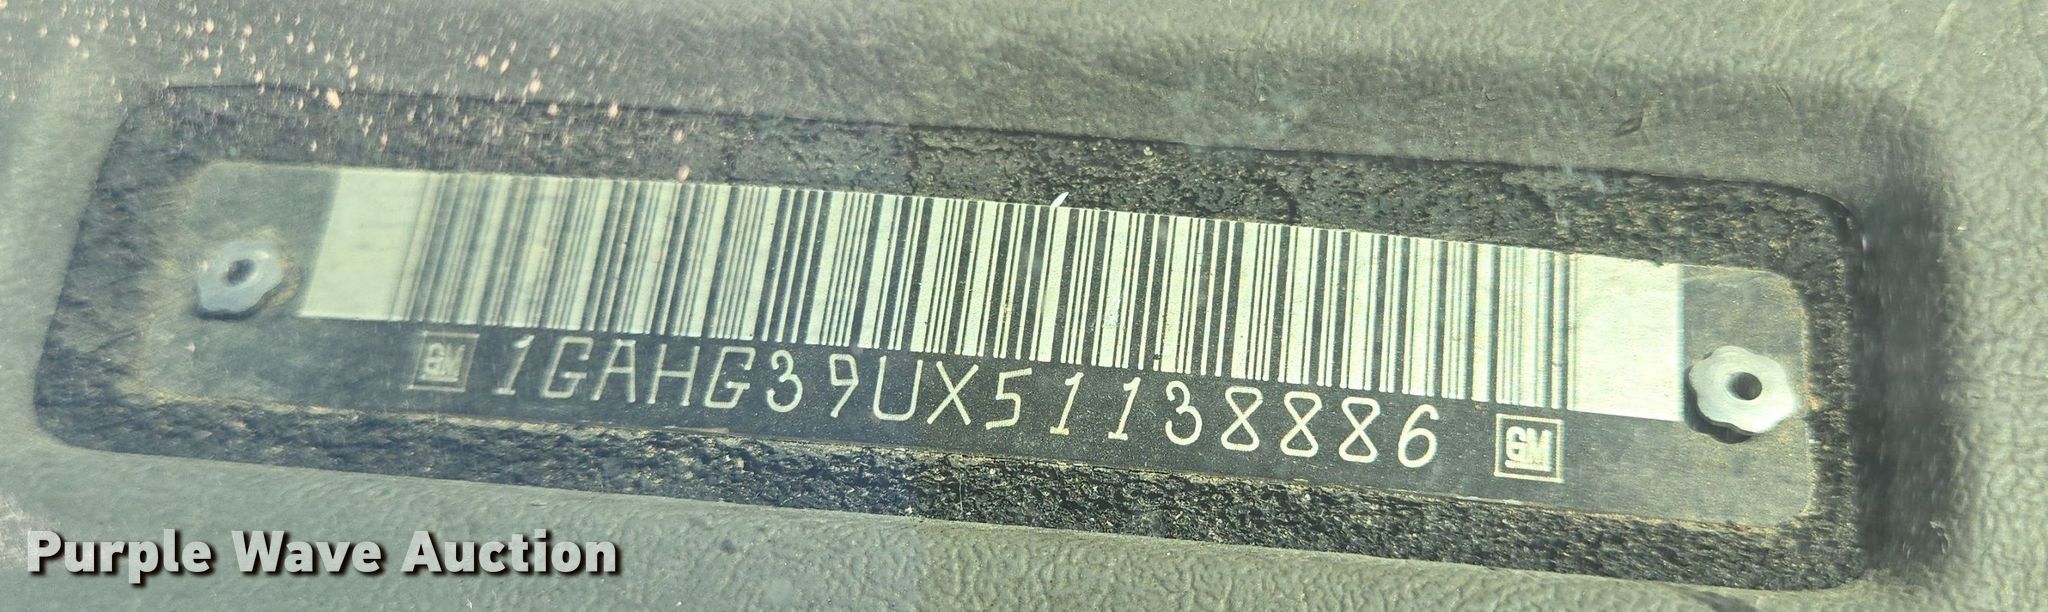 GM 1GAHG39UX51138886 GM
Purple Wave Auction